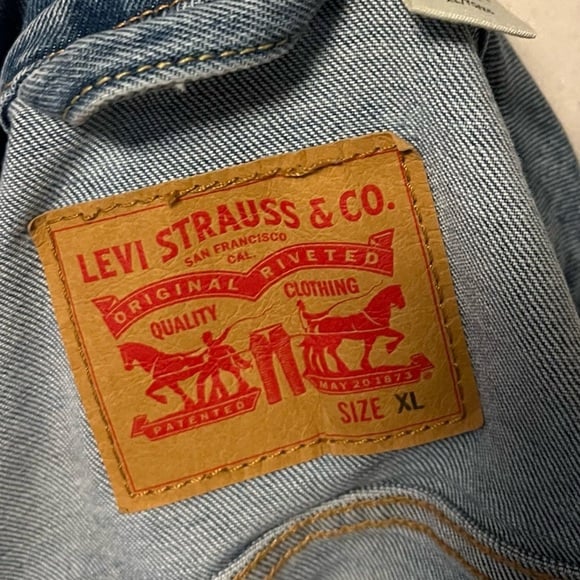 LEVI STRAUSS & CO.
SAN FRANCISCO
CAL.
ORIGINAL RIVETED
QUALITY CLOTHING
PATENTED
MAY 20 1873
SIZE XL